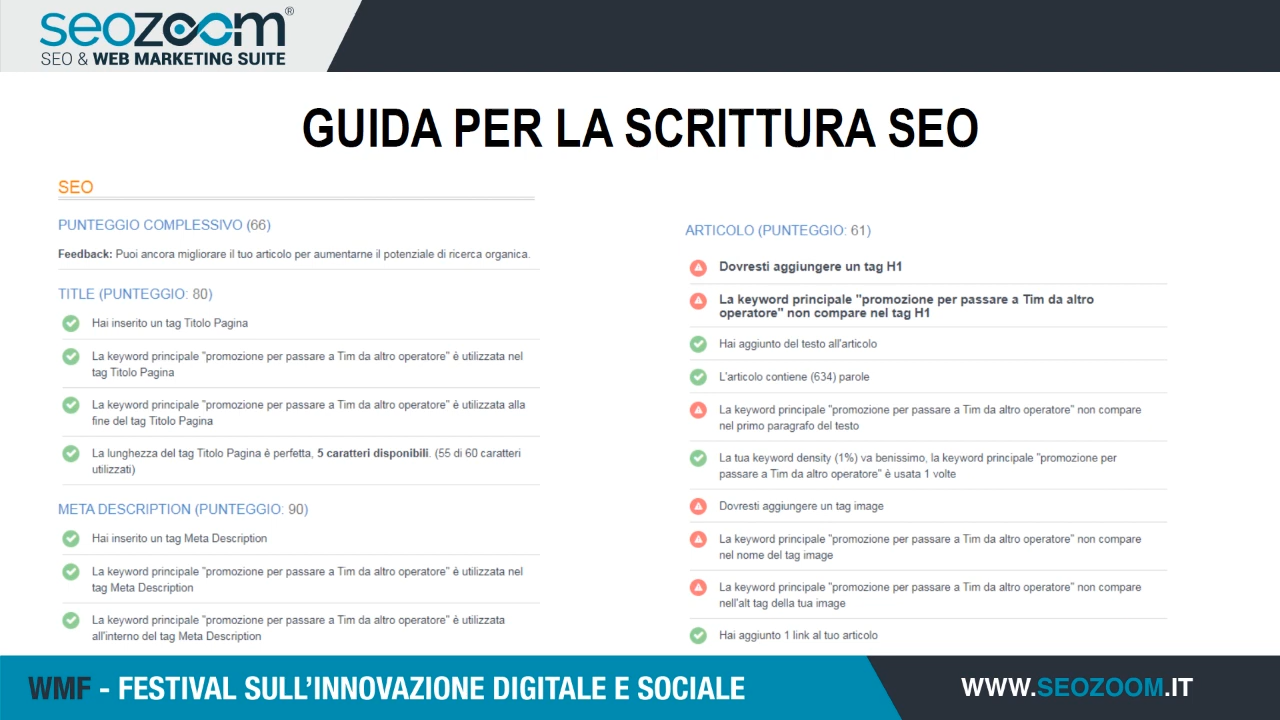 seozoom®
SEO & WEB MARKETING SUITE
GUIDA PER LA SCRITTURA SEO
SEO
PUNTEGGIO COMPLESSIVO (66)
Feedback: Puoi ancora migliorare il tuo articolo per aumentarne il potenziale di ricerca organica.
TITLE (PUNTEGGIO: 80)
Hai inserito un tag Titolo Pagina
La keyword principale "promozione per passare a Tim da altro operatore" è utilizzata nel
tag Titolo Pagina
La keyword principale "promozione per passare a Tim da altro operatore" è utilizzata alla
fine del tag Titolo Pagina
La lunghezza del tag Titolo Pagina è perfetta, 5 caratteri disponibili. (55 di 60 caratteri
utilizzati)
META DESCRIPTION (PUNTEGGIO: 90)
Hai inserito un tag Meta Description
La keyword principale "promozione per passare a Tim da altro operatore" è utilizzata nel
tag Meta Description
La keyword principale "promozione per passare a Tim da altro operatore" è utilizzata
all'interno del tag Meta Description
ARTICOLO (PUNTEGGIO: 61)
Dovresti aggiungere un tag H1
La keyword principale "promozione per passare a Tim da altro
operatore" non compare nel tag H1
Hai aggiunto del testo all'articolo
L'articolo contiene (634) parole
La keyword principale "promozione per passare a Tim da altro operatore" non compare
nel primo paragrafo del testo
La tua keyword density (1%) va benissimo, la keyword principale "promozione per
passare a Tim da altro operatore" è usata 1 volte
Dovresti aggiungere un tag image
La keyword principale "promozione per passare a Tim da altro operatore" non compare
nel nome del tag image
La keyword principale "promozione per passare a Tim da altro operatore" non compare
nell'alt tag della tua image
Hai aggiunto 1 link al tuo articolo
WMF - FESTIVAL SULL'INNOVAZIONE DIGITALE E SOCIALE
WWW.SEOZOOM.IT